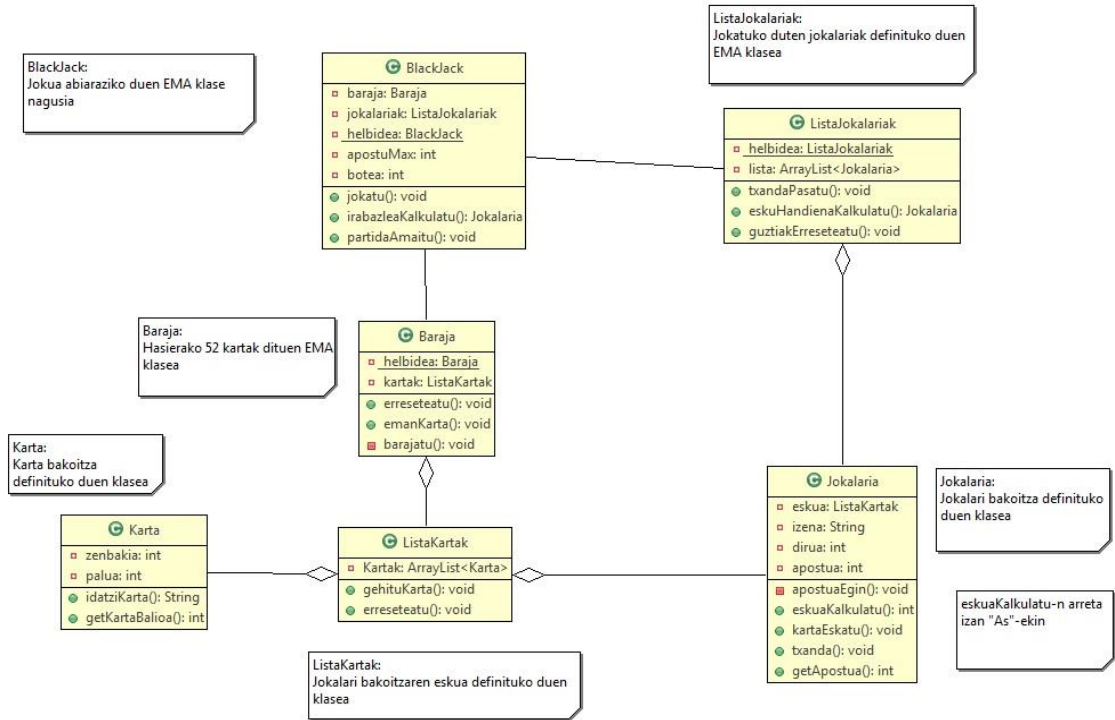 ListaJokalariak:
Jokatuko duten jokalariak definituko duen
EMA klasea
BlackJack:
Jokua abiaraziko duen EMA klase
nagusia
C BlackJack
baraja: Baraja
jokalariak: ListaJokalariak
helbidea: BlackJack
apostuMax: int
botea: int
jokatu(): void
irabazleaKalkulatu(): Jokalaria
partidaAmaitu(): void
C ListaJokalariak
helbidea: ListaJokalariak
lista: ArrayList<Jokalaria>
txandaPasatu(): void
eskuHandienaKalkulatu(): Jokalaria
guztiakErreseteatu(): void
Baraja:
Hasierako 52 kartak dituen EMA
klasea
C Baraja
helbidea: Baraja
kartak: ListaKartak
erreseteatu(): void
emanKarta(): void
barajatu(): void
Karta:
Karta bakoitza
definituko duen klasea
C Karta
zenbakia: int
palua: int
idatziKarta(): String
getKartaBalioa(): int
C ListaKartak
Kartak: ArrayList<Karta>
gehituKarta(): void
erreseteatu(): void
C Jokalaria
eskua: ListaKartak
izena: String
dirua: int
apostua: int
apostuaEgin(): void
eskuaKalkulatu(): int
kartaEskatu(): void
txanda(): void
getApostua(): int
Jokalaria:
Jokalari bakoitza definituko
duen klasea
eskuaKalkulatu-n arreta
izan "As"-ekin
ListaKartak:
Jokalari bakoitzaren eskua definituko duen
klasea